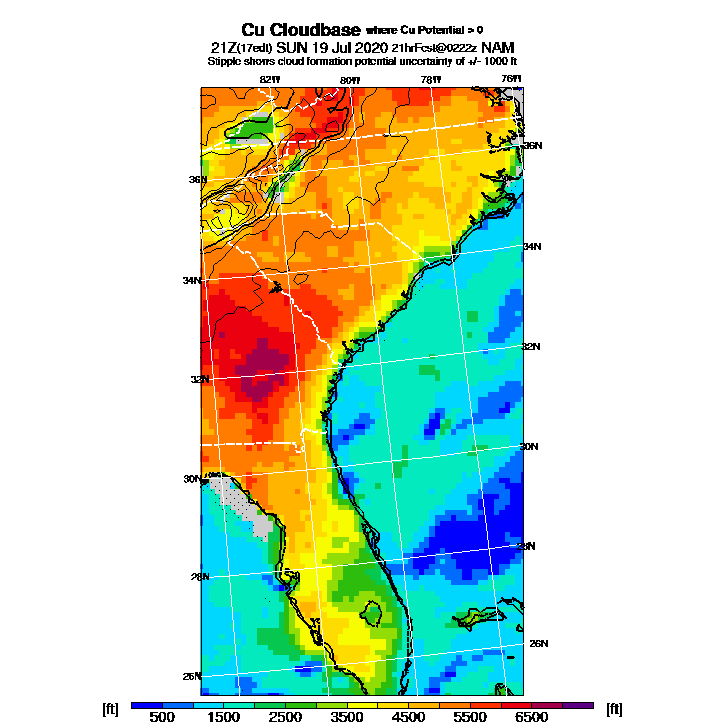 Cu Cloudbase where Cu Potential > 0
21Z(17edt) SUN 19 Jul 2020 21hrFcst@0222z NAM
Stipple shows cloud formation potential uncertainty of +/- 1000 ft
82W 80W 78W 76W
36N
36N
34N
34N
32N
32N
30N
30N
28N
28N
26N
26N
[ft] 500 1500 2500 3500 4500 5500 6500 [ft]